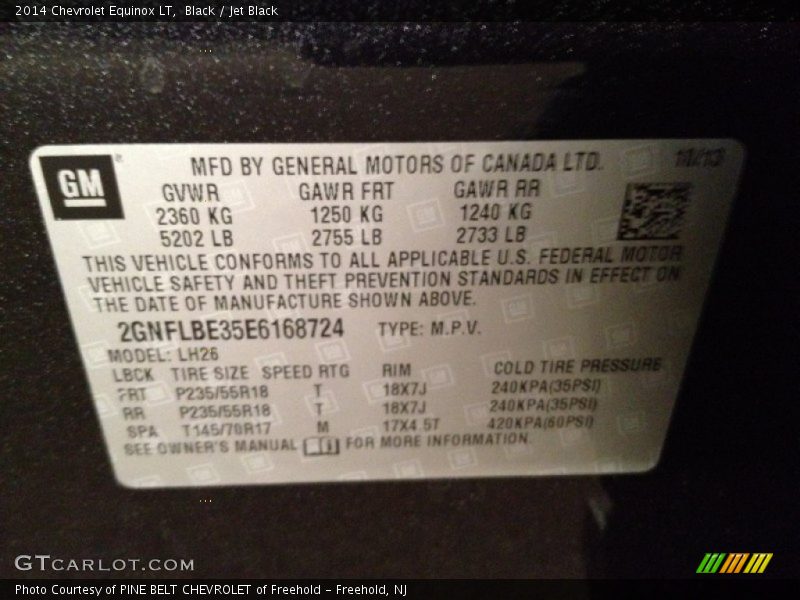 2014 Chevrolet Equinox LT, Black / Jet Black
GM
MFD BY GENERAL MOTORS OF CANADA LTD. 10/13
GVWR GAWR FRT GAWR RR
2360 KG 1250 KG 1240 KG
5202 LB 2755 LB 2733 LB
THIS VEHICLE CONFORMS TO ALL APPLICABLE U.S. FEDERAL MOTOR
VEHICLE SAFETY AND THEFT PREVENTION STANDARDS IN EFFECT ON
THE DATE OF MANUFACTURE SHOWN ABOVE.
2GNFLBE35E6168724 TYPE: M.P.V.
MODEL: LH26
LBCK TIRE SIZE SPEED RTG RIM COLD TIRE PRESSURE
FRT P235/55R18 T 18X7J 240KPA(35PSI)
RR P235/55R18 T 18X7J 240KPA(35PSI)
SPA T145/70R17 M 17X4.5T 420KPA(60PSI)
SEE OWNER'S MANUAL FOR MORE INFORMATION.
GTCARLOT.COM
Photo Courtesy of PINE BELT CHEVROLET of Freehold - Freehold, NJ